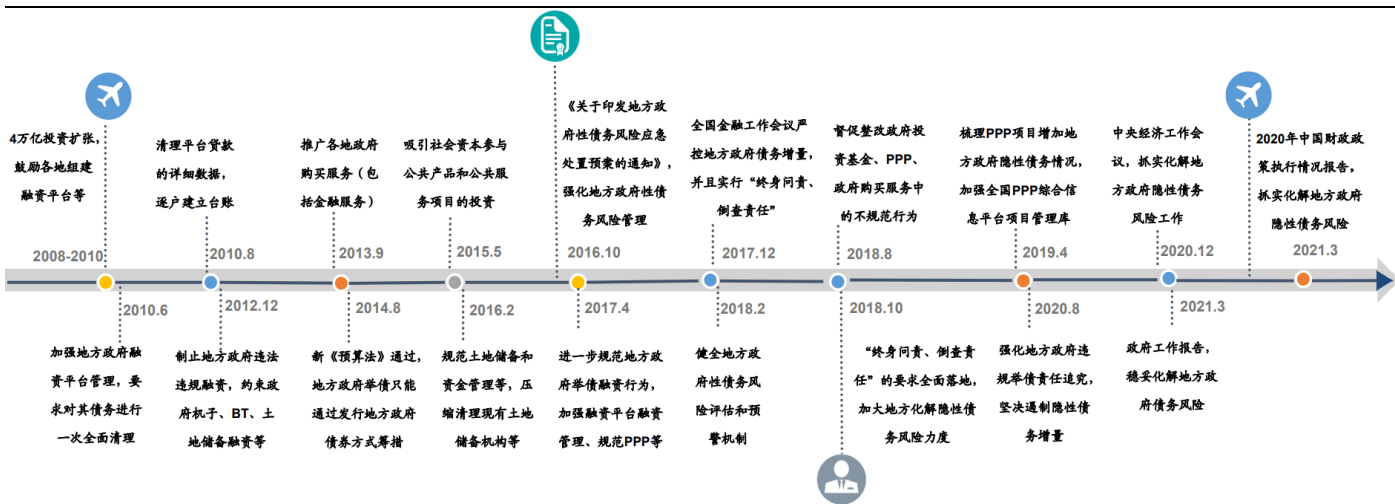 4万亿投资扩张，
鼓励各地组建
融资平台等
2008-2010
清理平台贷款
的详细数据，
逐户建立台账
2010.8
推广各地政府
购买服务（包
括金融服务）
2013.9
吸引社会资本参与
公共产品和公共服
务项目的投资
2015.5
《关于印发地方政
府性债务风险应急
处置预案的通知》，
强化地方政府性债
务风险管理
2016.10
全国金融工作会议严
控地方政府债务增量，
并且实行“终身问责、
倒查责任”
2017.12
督促整改政府投
资基金、PPP、
政府购买服务中
的不规范行为
2018.8
梳理PPP项目增加地
方政府隐性债务情况，
加强全国PPP综合信
息平台项目管理库
2019.4
中央经济工作会
议，抓实化解地
方政府隐性债务
风险工作
2020.12
2020年中国财政政
策执行情况报告，
抓实化解地方政府
隐性债务风险
2021.3
2010.6
加强地方政府融
资平台管理，要
求对其债务进行
一次全面清理
2012.12
制止地方政府违法
违规融资，约束政
府机子、BT、土
地储备融资等
2014.8
新《预算法》通过，
地方政府举债只能
通过发行地方政府
债券方式筹措
2016.2
规范土地储备和
资金管理等，压
缩清理现有土地
储备机构等
2017.4
进一步规范地方政
府举债融资行为，
加强融资平台融资
管理、规范PPP等
2018.2
健全地方政
府性债务风
险评估和预
警机制
2018.10
“终身问责、倒查责
任”的要求全面落地，
加大地方化解隐性债
务风险力度
2020.8
强化地方政府违
规举债责任追究，
坚决遏制隐性债
务增量
2021.3
政府工作报告，
稳妥化解地方政
府债务风险